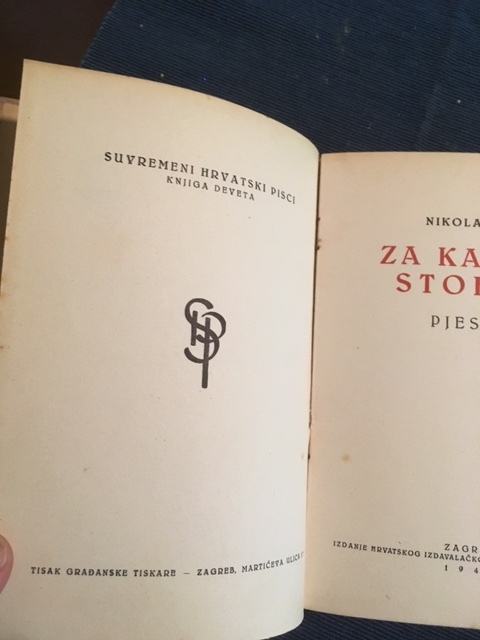 SUVREMENI HRVATSKI PISCI
KNJIGA DEVETA
SHP
TISAK GRAĐANSKE TISKARE — ZAGREB, MARTIĆEVA ULICA
NIKOLA
ZA KA
STO
PJES
ZAGR
IZDANJE HRVATSKOG IZDAVALAČKO
194